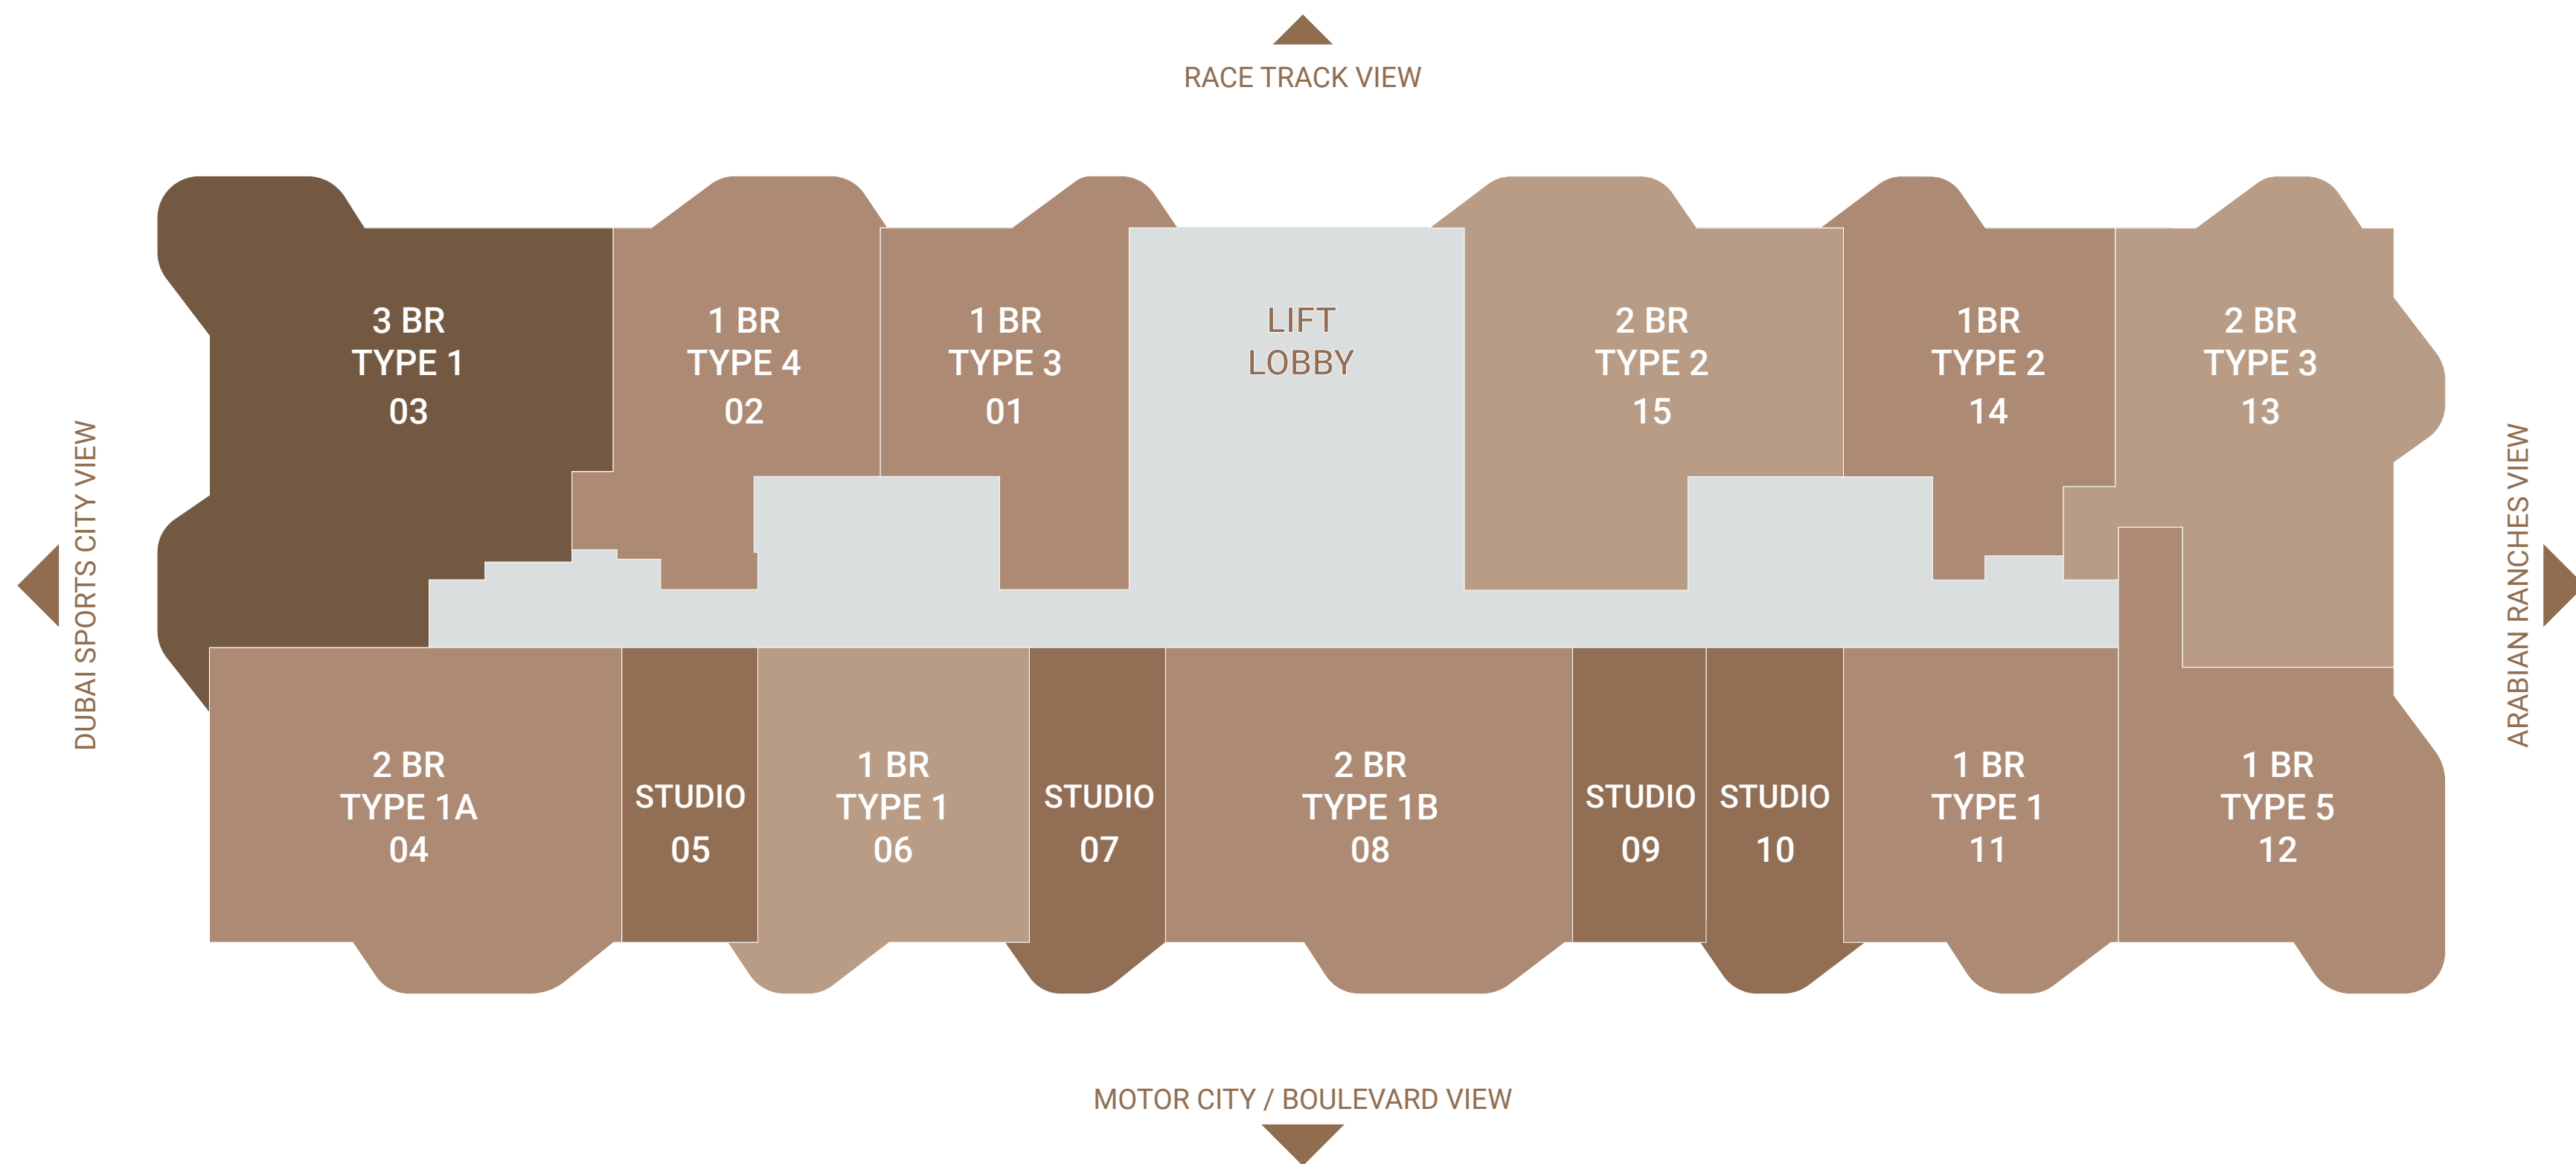 RACE TRACK VIEW
DUBAI SPORTS CITY VIEW
3 BR
TYPE 1
03
1 BR
TYPE 4
02
1 BR
TYPE 3
01
LIFT
LOBBY
2 BR
TYPE 2
15
1BR
TYPE 2
14
2 BR
TYPE 3
13
ARABIAN RANCHES VIEW
2 BR
TYPE 1A
04
STUDIO
05
1 BR
TYPE 1
06
STUDIO
07
2 BR
TYPE 1B
08
STUDIO
09
STUDIO
10
1 BR
TYPE 1
11
1 BR
TYPE 5
12
MOTOR CITY / BOULEVARD VIEW